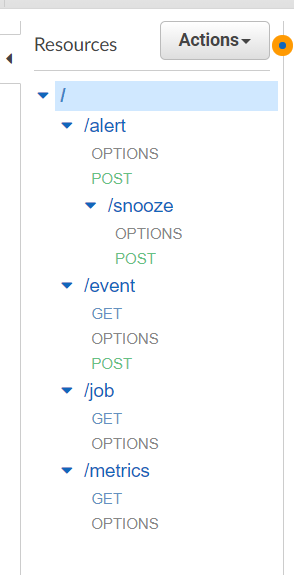 Resources Actions
/
/alert
OPTIONS
POST
/snooze
OPTIONS
POST
/event
GET
OPTIONS
POST
/job
GET
OPTIONS
/metrics
GET
OPTIONS